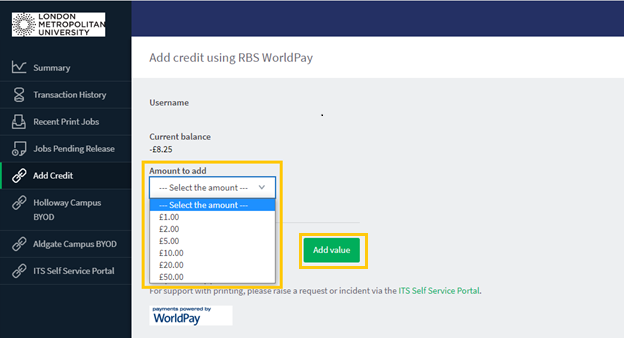 LONDON
METROPOLITAN
UNIVERSITY
Summary
Transaction History
Recent Print Jobs
Jobs Pending Release
Add Credit
Holloway Campus
BYOD
Aldgate Campus BYOD
ITS Self Service Portal
Add credit using RBS WorldPay
Username
Current balance
-£8.25
Amount to add
--- Select the amount ---
--- Select the amount ---
£1.00
£2.00
£5.00
£10.00
£20.00
£50.00
Add value
For support with printing, please raise a request or incident via the ITS Self Service Portal.
payments powered by
WorldPay